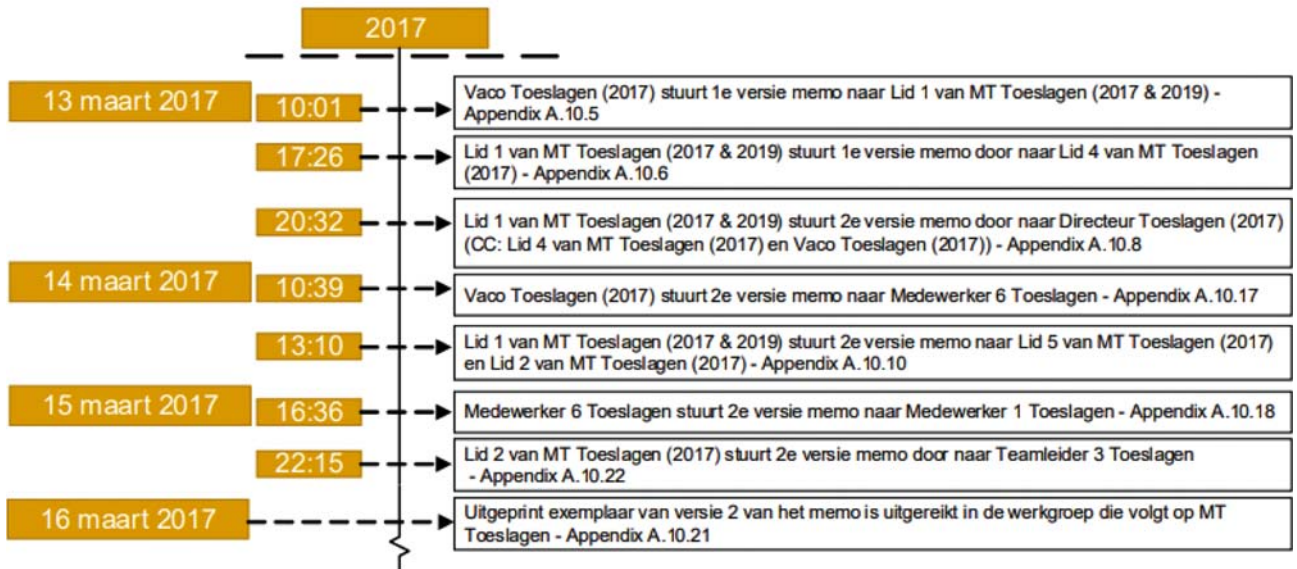 2017
13 maart 2017
10:01
Vaco Toeslagen (2017) stuurt 1e versie memo naar Lid 1 van MT Toeslagen (2017 & 2019) -
Appendix A.10.5
17:26
Lid 1 van MT Toeslagen (2017 & 2019) stuurt 1e versie memo door naar Lid 4 van MT Toeslagen
(2017) - Appendix A.10.6
20:32
Lid 1 van MT Toeslagen (2017 & 2019) stuurt 2e versie memo door naar Directeur Toeslagen (2017)
(CC: Lid 4 van MT Toeslagen (2017) en Vaco Toeslagen (2017)) - Appendix A.10.8
14 maart 2017
10:39
Vaco Toeslagen (2017) stuurt 2e versie memo naar Medewerker 6 Toeslagen - Appendix A.10.17
13:10
Lid 1 van MT Toeslagen (2017 & 2019) stuurt 2e versie memo naar Lid 5 van MT Toeslagen (2017)
en Lid 2 van MT Toeslagen (2017) - Appendix A.10.10
15 maart 2017
16:36
Medewerker 6 Toeslagen stuurt 2e versie memo naar Medewerker 1 Toeslagen - Appendix A.10.18
22:15
Lid 2 van MT Toeslagen (2017) stuurt 2e versie memo door naar Teamleider 3 Toeslagen
- Appendix A.10.22
16 maart 2017
Uitgeprint exemplaar van versie 2 van het memo is uitgereikt in de werkgroep die volgt op MT
Toeslagen - Appendix A.10.21